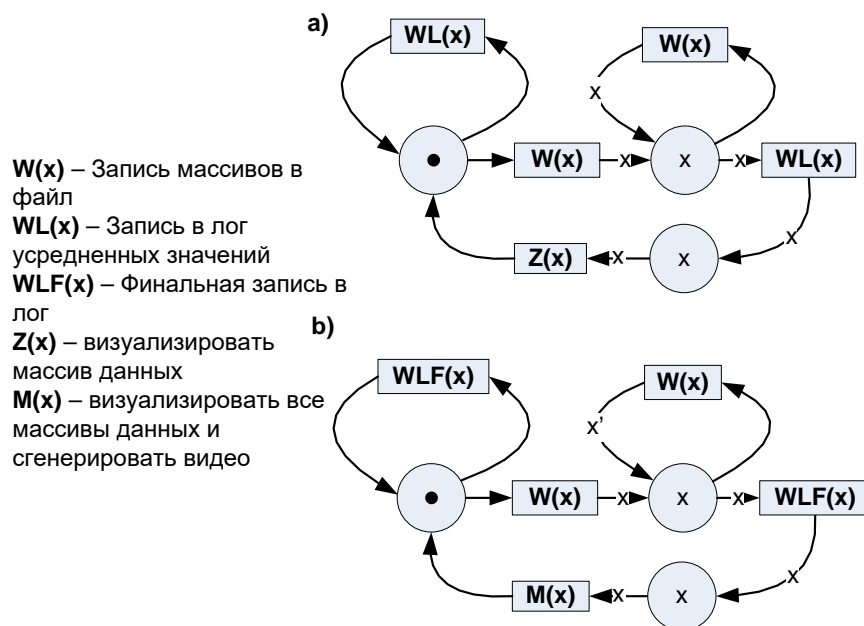 W(x) – Запись массивов в
файл
WL(x) – Запись в лог
усредненных значений
WLF(x) – Финальная запись в
лог
Z(x) – визуализировать
массив данных
M(x) – визуализировать все
массивы данных и
сгенерировать видео
a)
WL(x)
W(x)
x
W(x)
x
x
x
WL(x)
x
Z(x)
x
x
b)
WLF(x)
W(x)
x'
W(x)
x
x
x
WLF(x)
x
M(x)
x
x